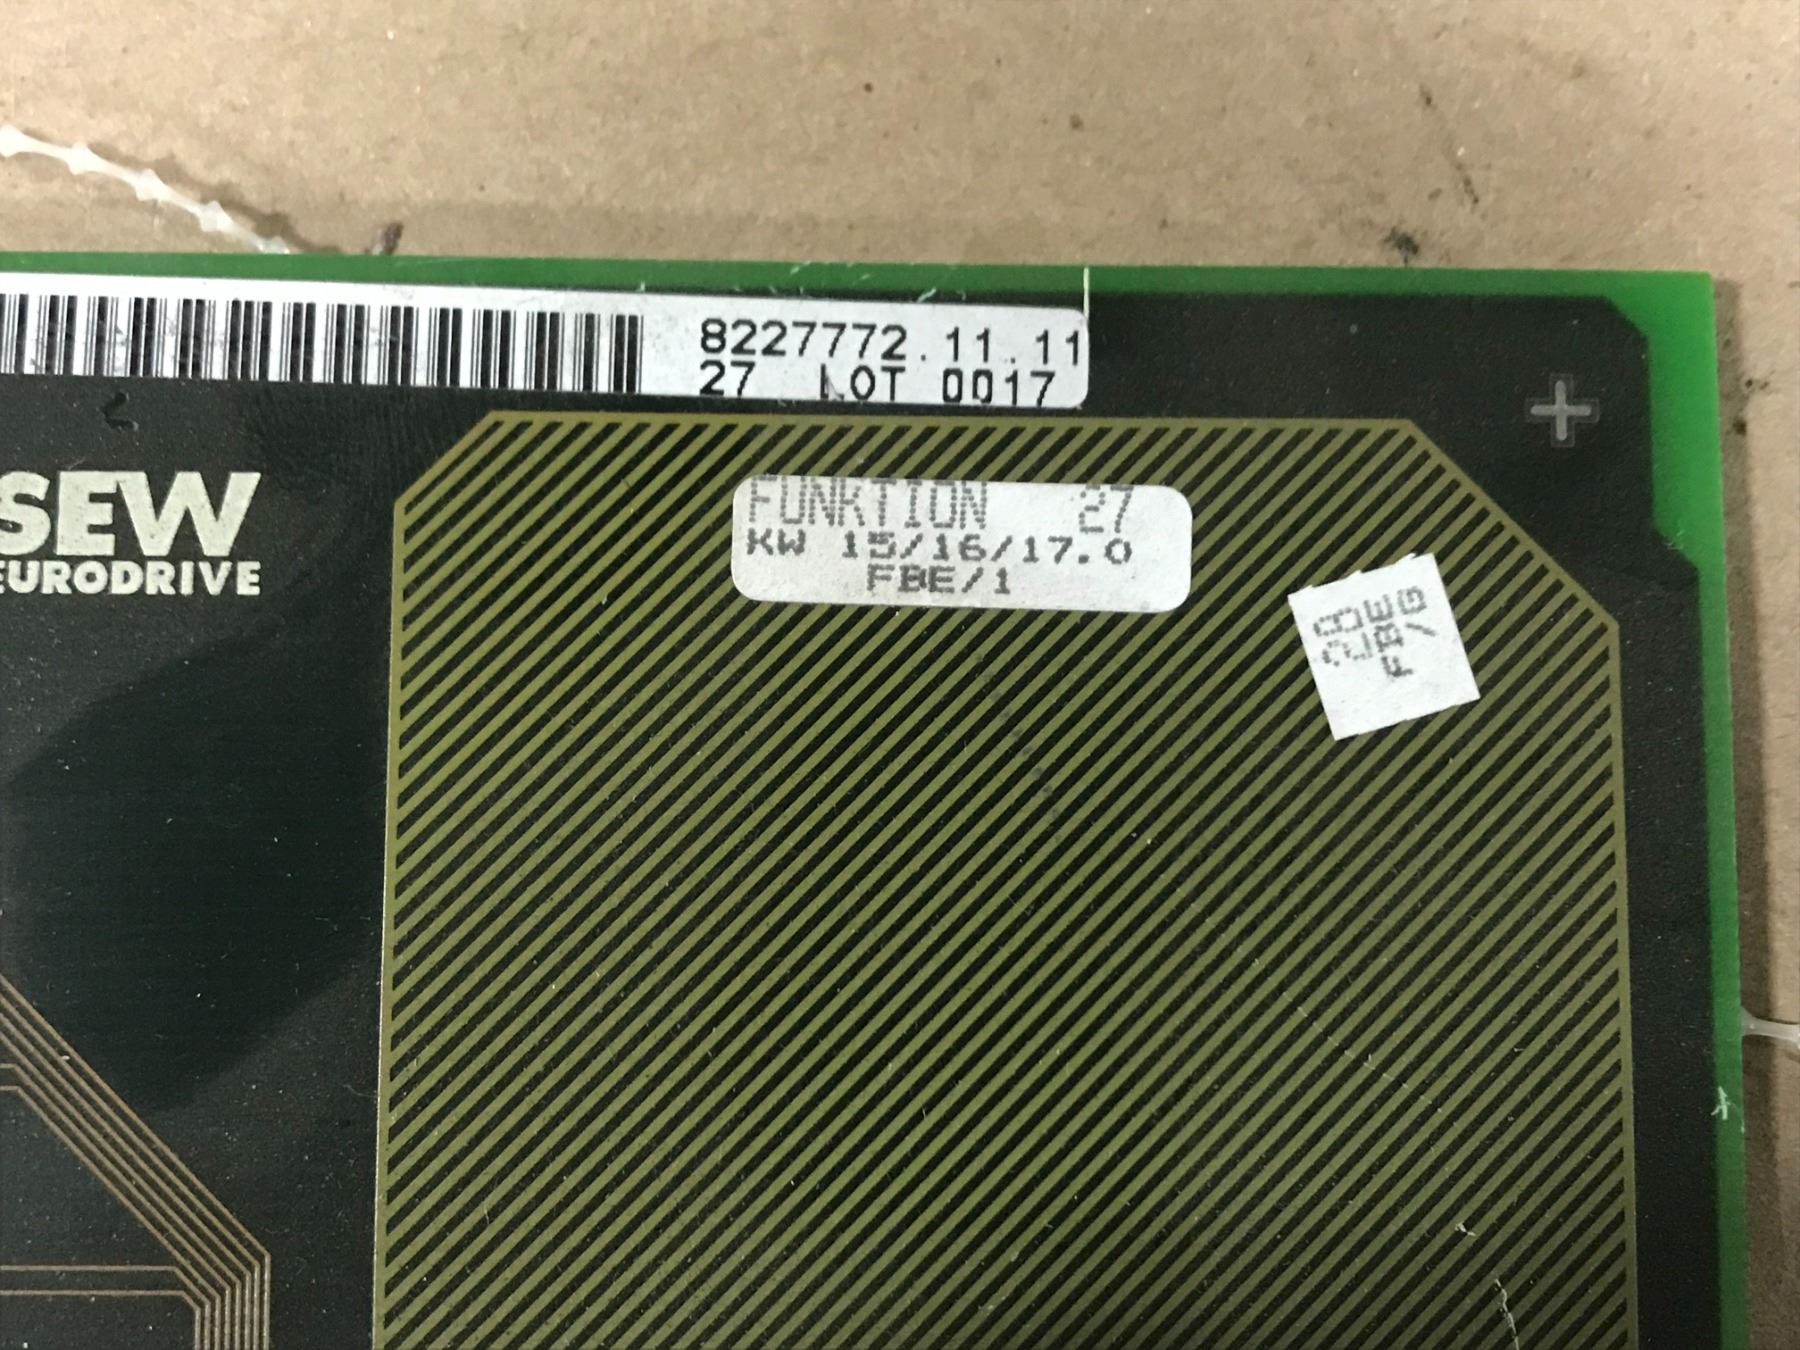 8227772.11.11
27 LOT 0017
SEW
EURODRIVE
FUNKTION 27
KW 15/16/17.0
FBE/1
28
FBE
/G